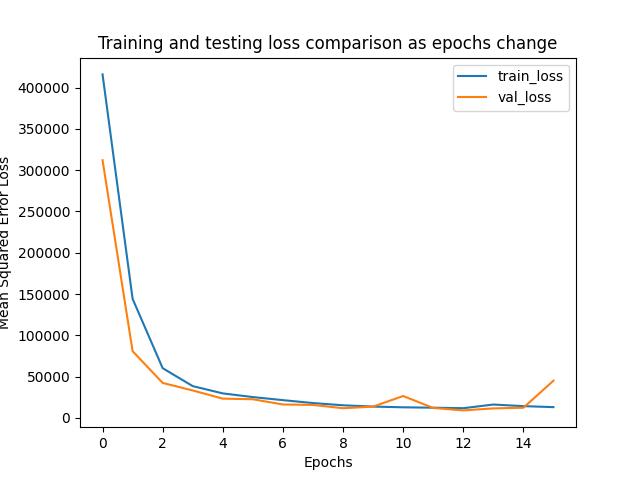 Training and testing loss comparison as epochs change
train_loss
val_loss
400000
350000
300000
250000
200000
150000
100000
50000
0
Mean Squared Error Loss
0 2 4 6 8 10 12 14
Epochs